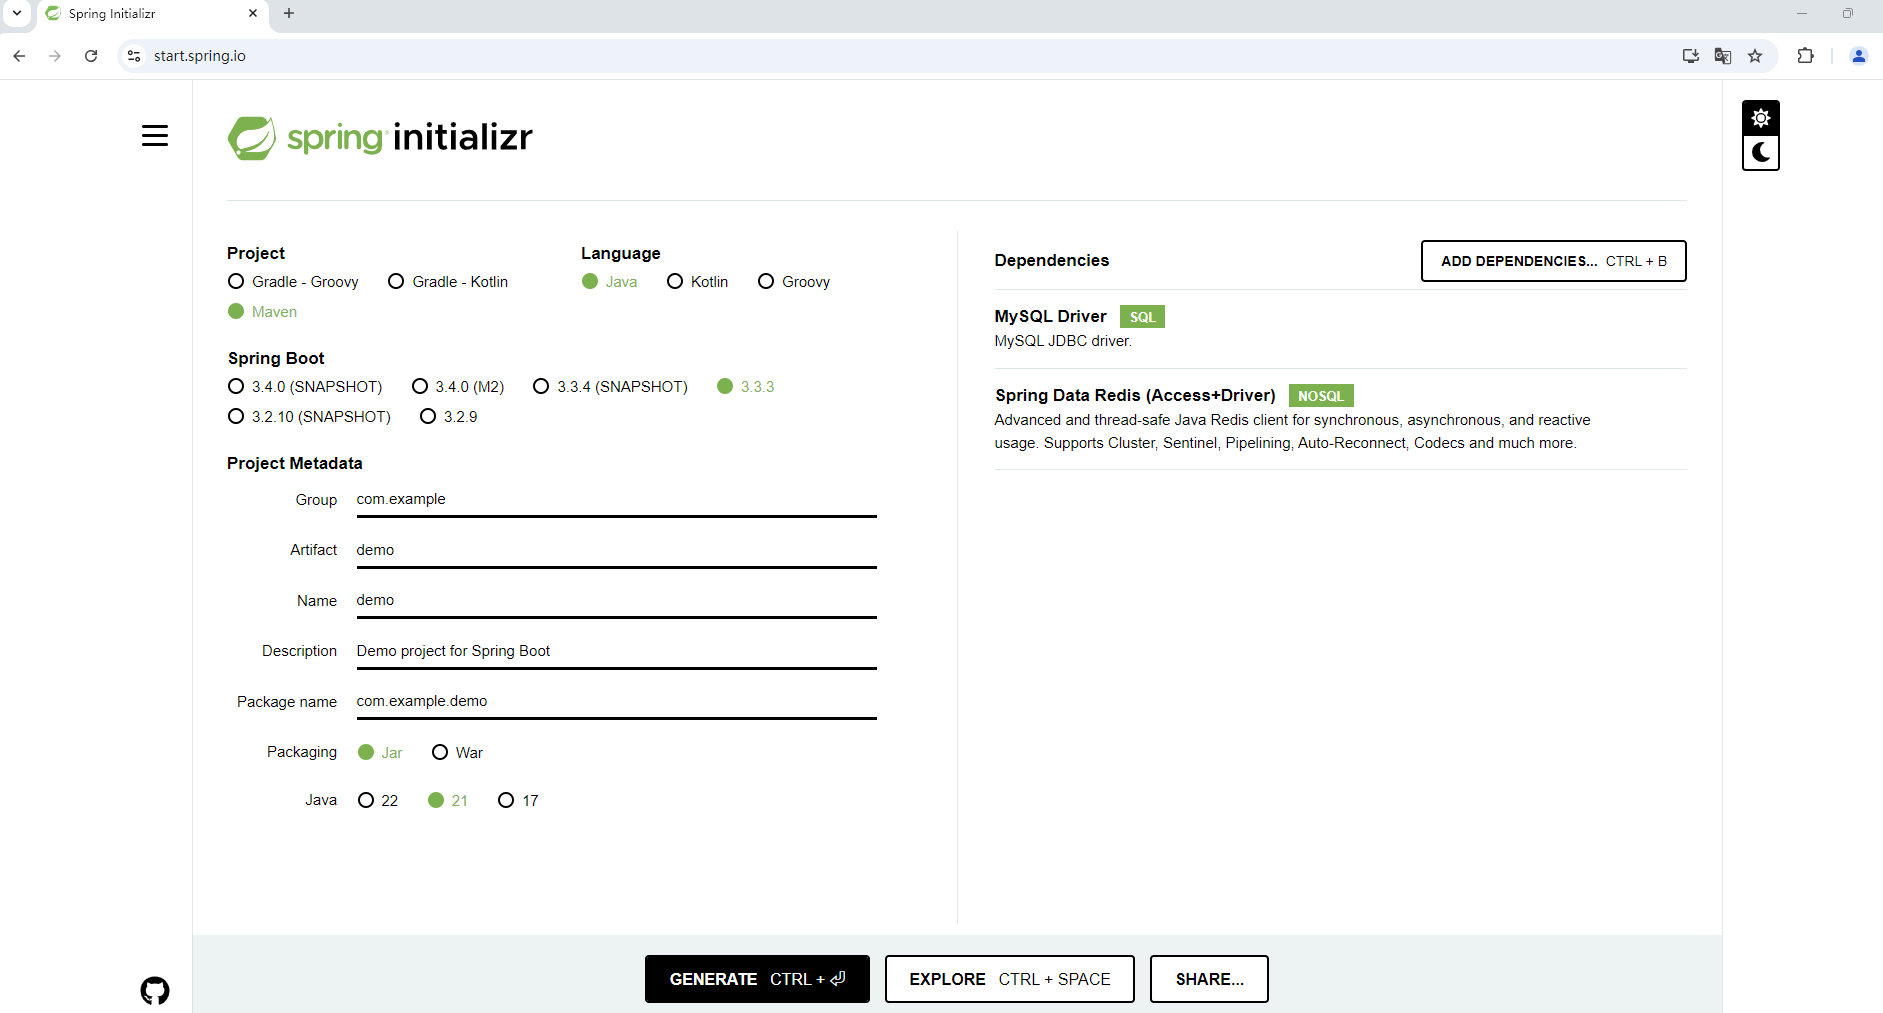 Spring Initializr
start.spring.io
spring initializr
Project
Gradle - Groovy Gradle - Kotlin
Maven
Language
Java Kotlin Groovy
Spring Boot
3.4.0 (SNAPSHOT) 3.4.0 (M2) 3.3.4 (SNAPSHOT) 3.3.3
3.2.10 (SNAPSHOT) 3.2.9
Project Metadata
Group com.example
Artifact demo
Name demo
Description Demo project for Spring Boot
Package name com.example.demo
Packaging Jar War
Java 22 21 17
Dependencies
ADD DEPENDENCIES... CTRL + B
MySQL Driver SQL
MySQL JDBC driver.
Spring Data Redis (Access+Driver) NOSQL
Advanced and thread-safe Java Redis client for synchronous, asynchronous, and reactive
usage. Supports Cluster, Sentinel, Pipelining, Auto-Reconnect, Codecs and much more.
GENERATE CTRL + ⏎
EXPLORE CTRL + SPACE
SHARE...